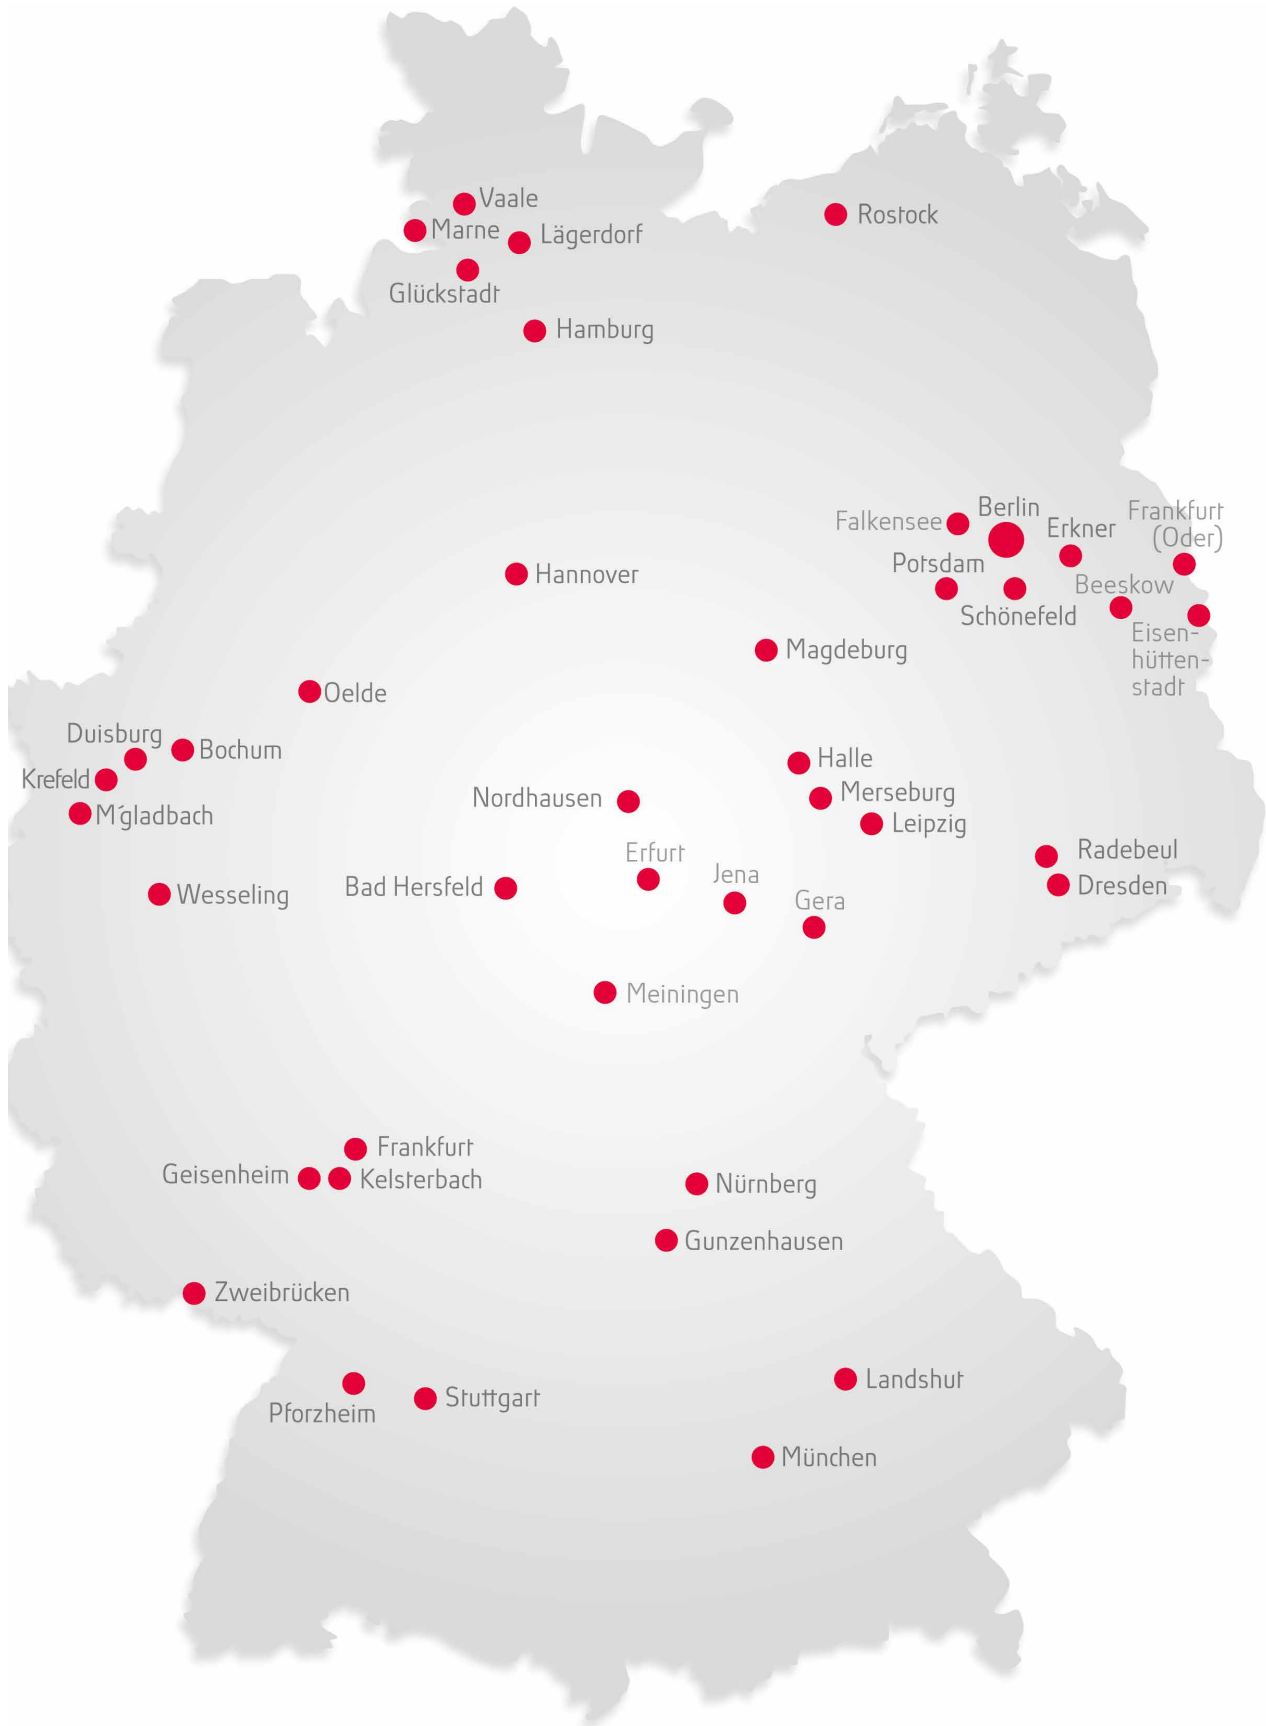 Vaale
Marne
Lägerdorf
Rostock
Glückstadt
Hamburg
Falkensee
Berlin
Erkner
Frankfurt
(Oder)
Potsdam
Hannover
Beeskow
Schönefeld
Eisen-
hütten-
stadt
Magdeburg
Oelde
Duisburg
Bochum
Halle
Krefeld
Nordhausen
Merseburg
M´gladbach
Leipzig
Erfurt
Radebeul
Jena
Bad Hersfeld
Dresden
Wesseling
Gera
Meiningen
Frankfurt
Geisenheim
Kelsterbach
Nürnberg
Gunzenhausen
Zweibrücken
Landshut
Stuttgart
Pforzheim
München